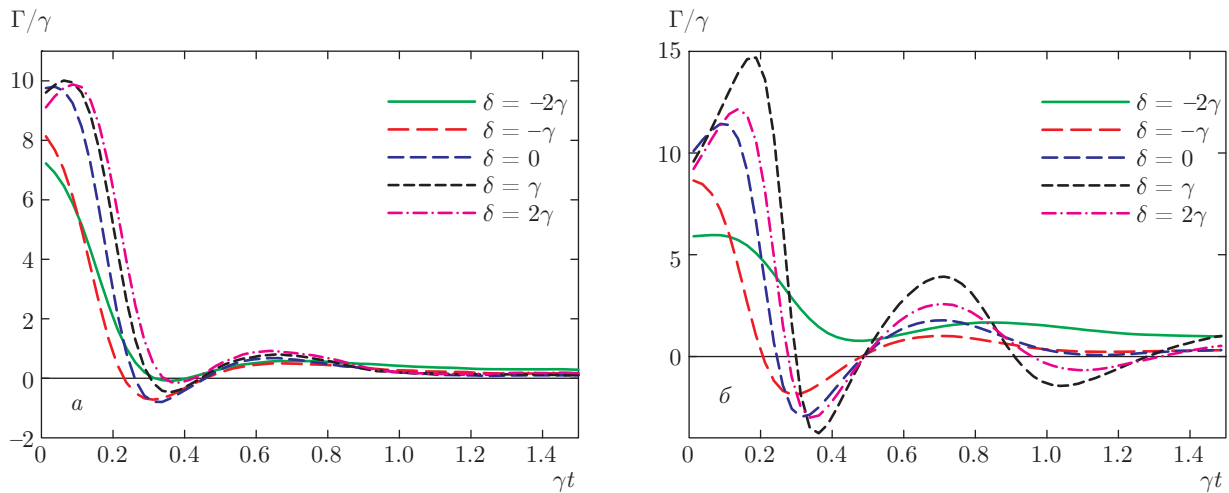 Γ/γ
10
8
6
4
2
0
−2
0
0.2
0.4
0.6
0.8
1.0
1.2
1.4
γt
а
δ = −2γ
δ = −γ
δ = 0
δ = γ
δ = 2γ
Γ/γ
15
10
5
0
0
0.2
0.4
0.6
0.8
1.0
1.2
1.4
γt
б
δ = −2γ
δ = −γ
δ = 0
δ = γ
δ = 2γ